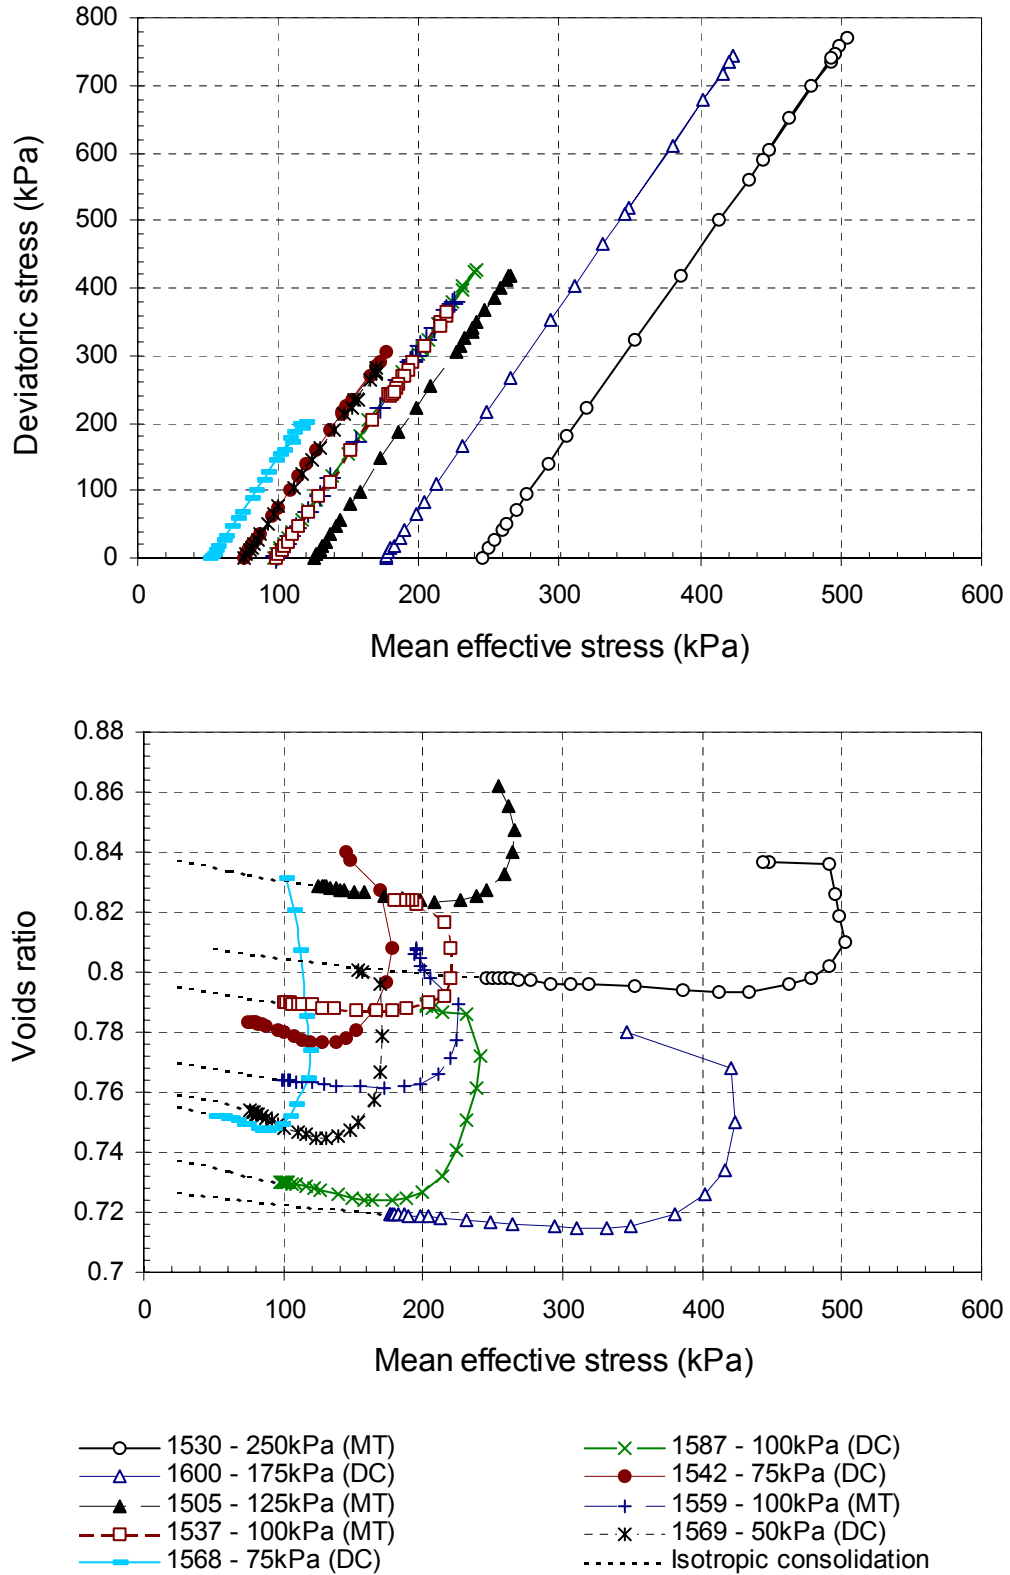 800
700
600
500
400
300
200
100
0
Deviatoric stress (kPa)
0 100 200 300 400 500 600
Mean effective stress (kPa)
0.88
0.86
0.84
0.82
0.8
0.78
0.76
0.74
0.72
0.7
Voids ratio
0 100 200 300 400 500 600
Mean effective stress (kPa)
1530 - 250kPa (MT)
1600 - 175kPa (DC)
1505 - 125kPa (MT)
1537 - 100kPa (MT)
1568 - 75kPa (DC)
1587 - 100kPa (DC)
1542 - 75kPa (DC)
1559 - 100kPa (MT)
1569 - 50kPa (DC)
Isotropic consolidation